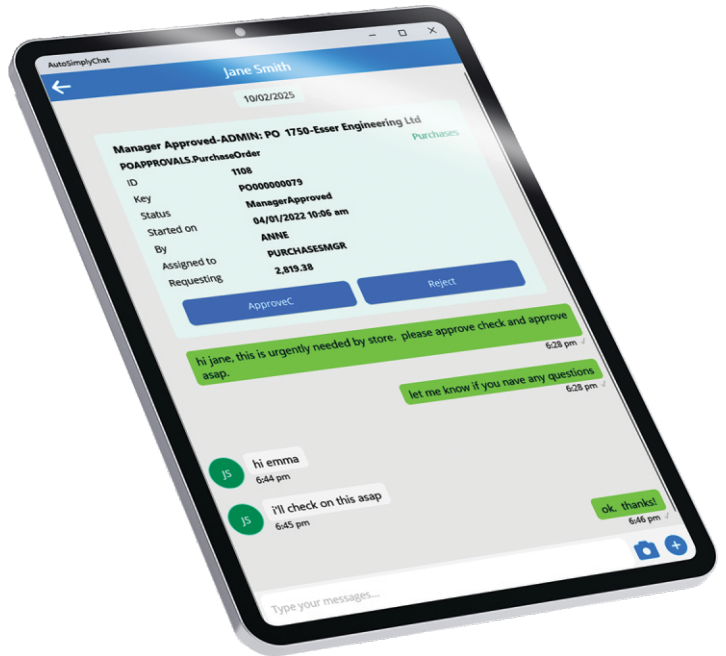 AutoSimplyChat
Jane Smith
10/02/2025
Manager Approved-ADMIN: PO 1750-Esser Engineering Ltd
POAPPROVALS.PurchaseOrder
Purchases
ID 1108
Key PO000000079
Status ManagerApproved
Started on 04/01/2022 10:06 am
By ANNE
Assigned to PURCHASESMGR
Requesting 2,819.38
ApproveC Reject
hi jane, this is urgently needed by store. please approve check and approve
asap.
6:28 pm
let me know if you nave any questions
6:28 pm
JS
hi emma
6:44 pm
JS
i'll check on this asap
6:45 pm
ok. thanks!
6:46 pm
Type your messages...